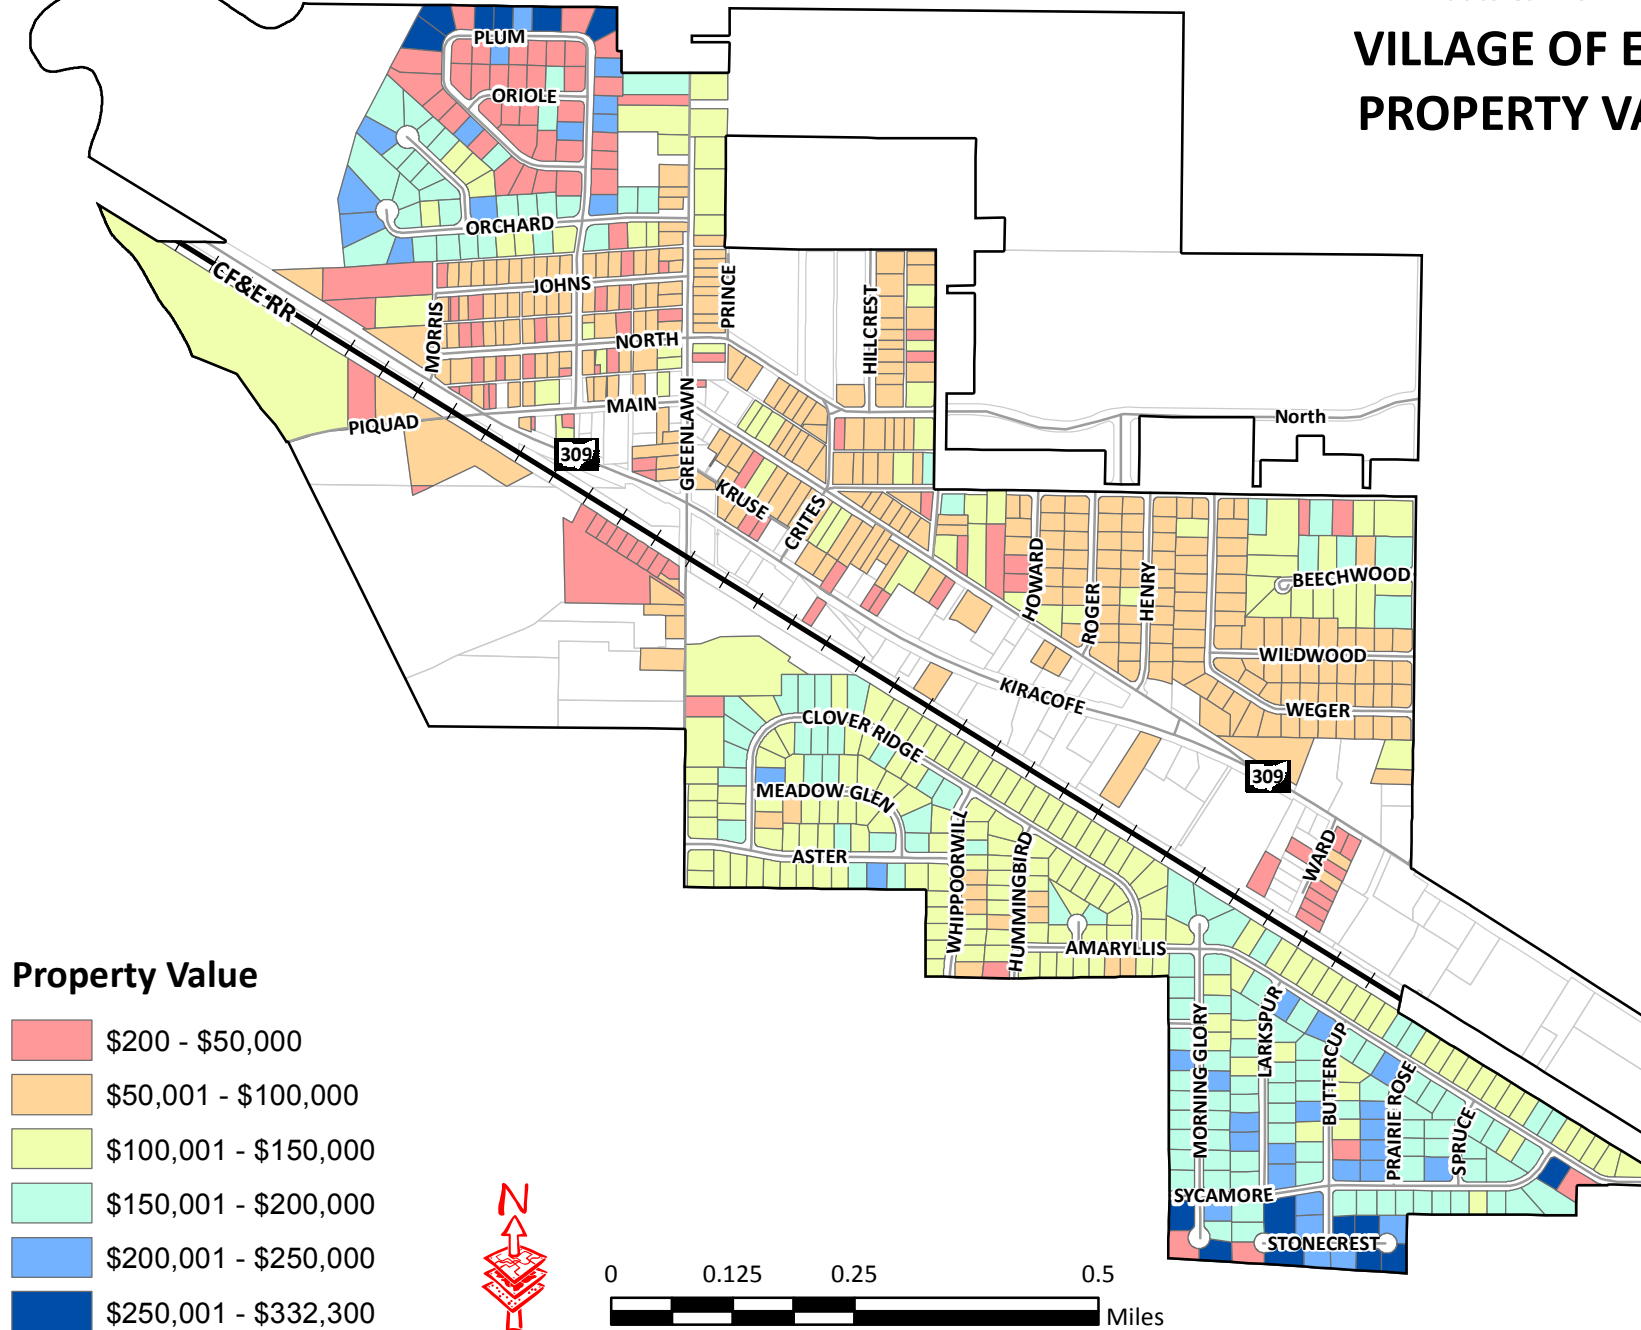 VILLAGE OF E
PROPERTY VA
PLUM
ORIOLE
ORCHARD
CF&E RR
JOHNS
PRINCE
HILLCREST
MORRIS
NORTH
MAIN
GREENLAWN
North
PIQUAD
309
KRUSE
CRITES
HOWARD
ROGER
HENRY
BEECHWOOD
WILDWOOD
WEGER
KIRACOFE
CLOVER RIDGE
309
MEADOW GLEN
WHIPPOORWILL
HUMMINGBIRD
WARD
ASTER
AMARYLLIS
MORNING GLORY
LARKSPUR
BUTTERCUP
PRAIRIE ROSE
SPRUCE
SYCAMORE
STONECREST
Property Value
$200 - $50,000
$50,001 - $100,000
$100,001 - $150,000
$150,001 - $200,000
$200,001 - $250,000
$250,001 - $332,300
N
0 0.125 0.25 0.5
Miles